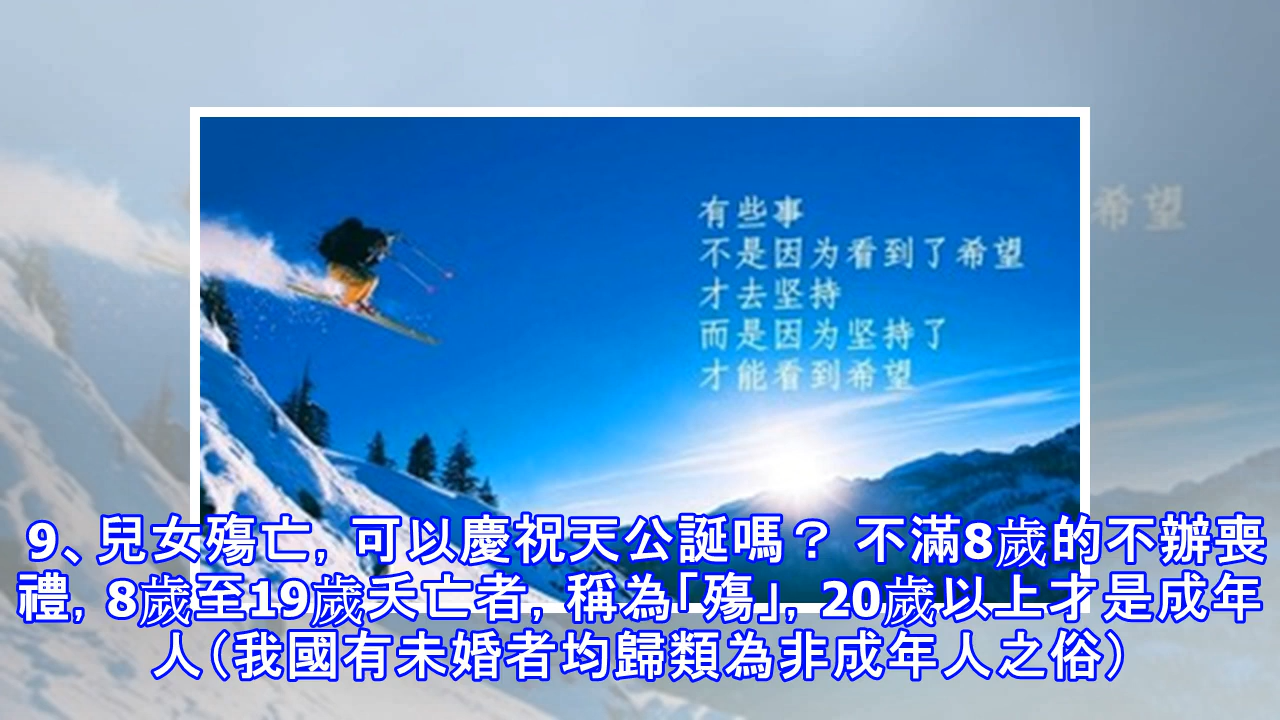 有些事
不是因为看到了希望
才去坚持
而是因为坚持了
才能看到希望
希望
9、兒女殤亡, 可以慶祝天公誕嗎? 不滿8歲的不辦喪
禮, 8歲至19歲夭亡者, 稱為「殤」, 20歲以上才是成年
人(我國有未婚者均歸類為非成年人之俗)